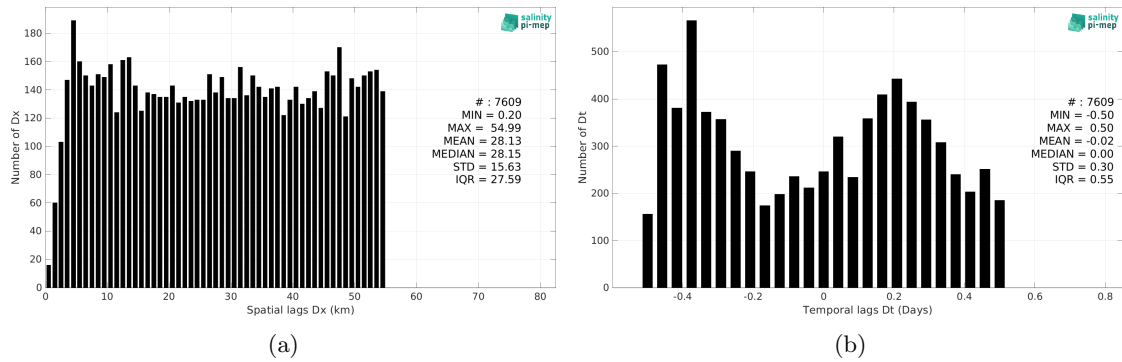 salinity
pi-mep
180
160
140
120
100
80
60
40
20
0
Number of Dx
# : 7609
MIN = 0.20
MAX = 54.99
MEAN = 28.13
MEDIAN = 28.15
STD = 15.63
IQR = 27.59
0 10 20 30 40 50 60 70 80
Spatial lags Dx (km)
(a)
salinity
pi-mep
500
400
300
200
100
0
Number of Dt
# : 7609
MIN = -0.50
MAX = 0.50
MEAN = -0.02
MEDIAN = 0.00
STD = 0.30
IQR = 0.55
-0.4 -0.2 0 0.2 0.4 0.6 0.8
Temporal lags Dt (Days)
(b)